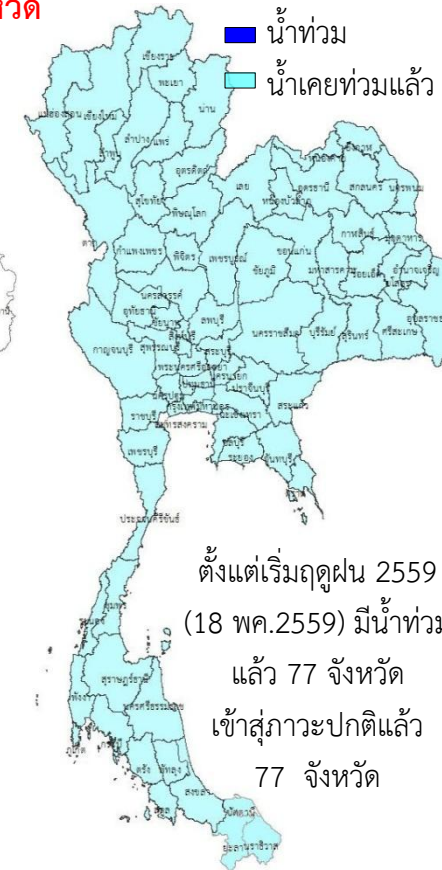 น้ำท่วม
น้ำเคยท่วมแล้ว
เชียงราย
พะเยา
น่าน
แม่ฮ่องสอน
เชียงใหม่
ลำปาง
แพร่
ลำพูน
อุตรดิตถ์
เลย
อุดรธานี
สกลนคร
นครพนม
หนองบัวลำภู
สุโขทัย
พิษณุโลก
ตาก
กำแพงเพชร
พิจิตร
เพชรบูรณ์
ขอนแก่น
กาฬสินธุ์
มุกดาหาร
ชัยภูมิ
มหาสารคาม
ร้อยเอ็ด
อำนาจเจริญ
นครสวรรค์
อุทัยธานี
ชัยนาท
ลพบุรี
นครราชสีมา
บุรีรัมย์
สุรินทร์
ศรีสะเกษ
กาญจนบุรี
สุพรรณบุรี
สระบุรี
พระนครศรีอยุธยา
นครนายก
ปราจีนบุรี
สระแก้ว
ราชบุรี
สมุทรสงคราม
ชลบุรี
เพชรบุรี
ระยอง
จันทบุรี
ตราด
ประจวบคีรีขันธ์
ตั้งแต่เริ่มฤดูฝน 2559
(18 พค.2559) มีน้ำท่วม
แล้ว 77 จังหวัด
เข้าสู่ภาวะปกติแล้ว
77 จังหวัด
ชุมพร
ระนอง
สุราษฎร์ธานี
พังงา
นครศรีธรรมราช
ภูเก็ต
กระบี่
ตรัง
พัทลุง
สงขลา
สตูล
ปัตตานี
ยะลา
นราธิวาส